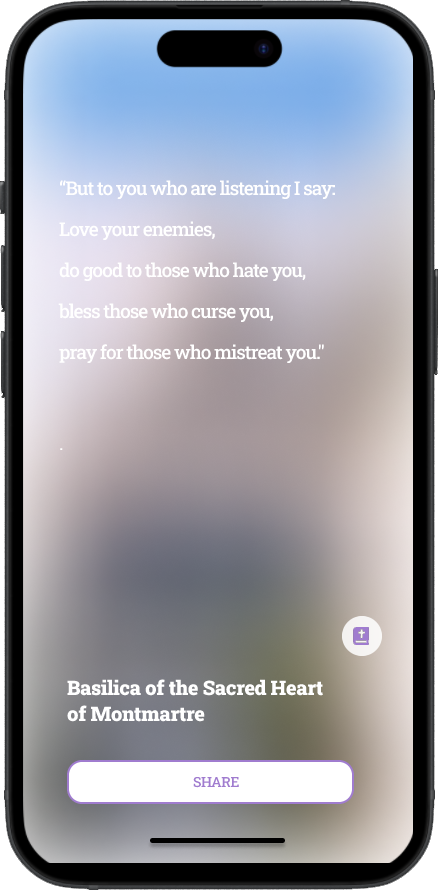 “But to you who are listening I say:
Love your enemies,
do good to those who hate you,
bless those who curse you,
pray for those who mistreat you."
.
Basilica of the Sacred Heart
of Montmartre
SHARE